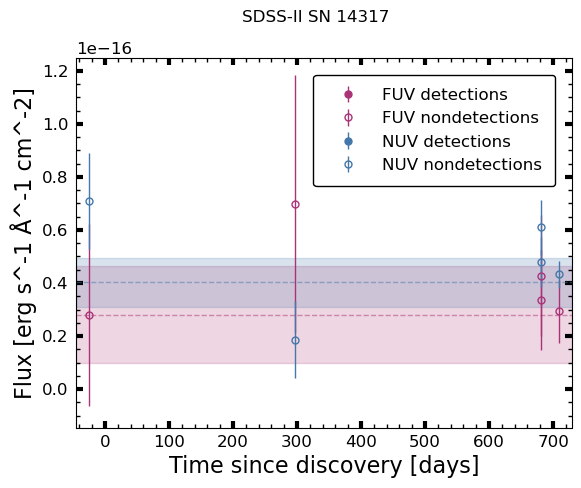 SDSS-II SN 14317
1e−16
Flux [erg s^-1 Å^-1 cm^-2]
1.2
1.0
0.8
0.6
0.4
0.2
0.0
FUV detections
FUV nondetections
NUV detections
NUV nondetections
0 100 200 300 400 500 600 700
Time since discovery [days]